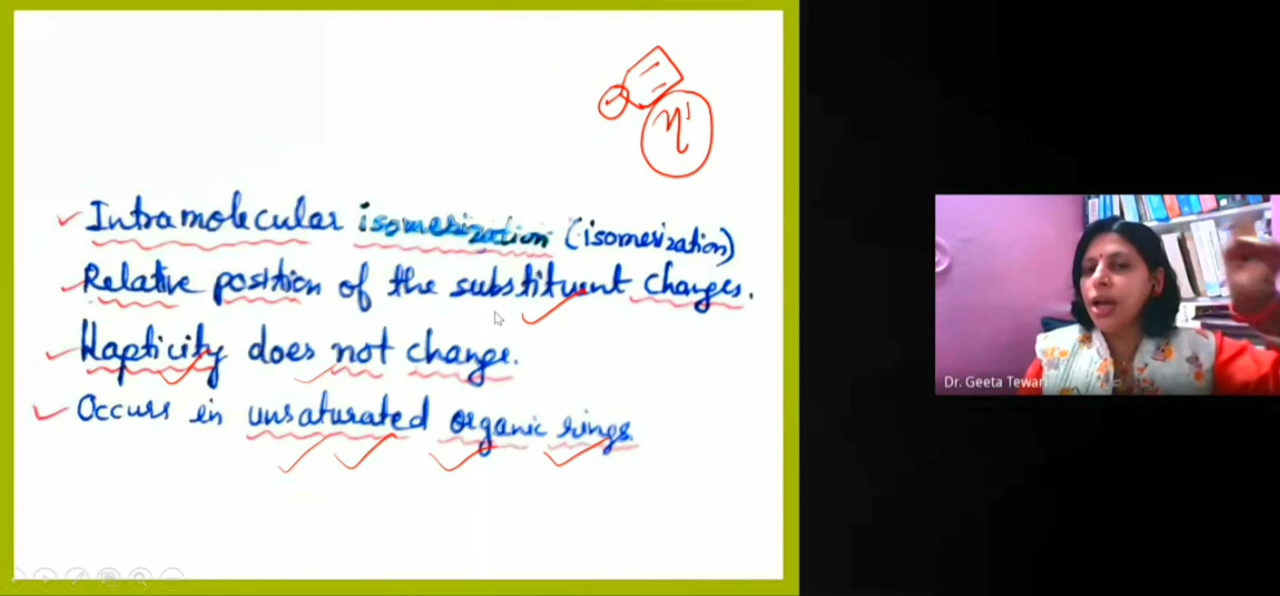 η¹
Intramolecular isomerization (isomerization)
Relative position of the substituent changes.
Hapticity does not change.
Occurs in unsaturated organic rings
Dr. Geeta Tewari